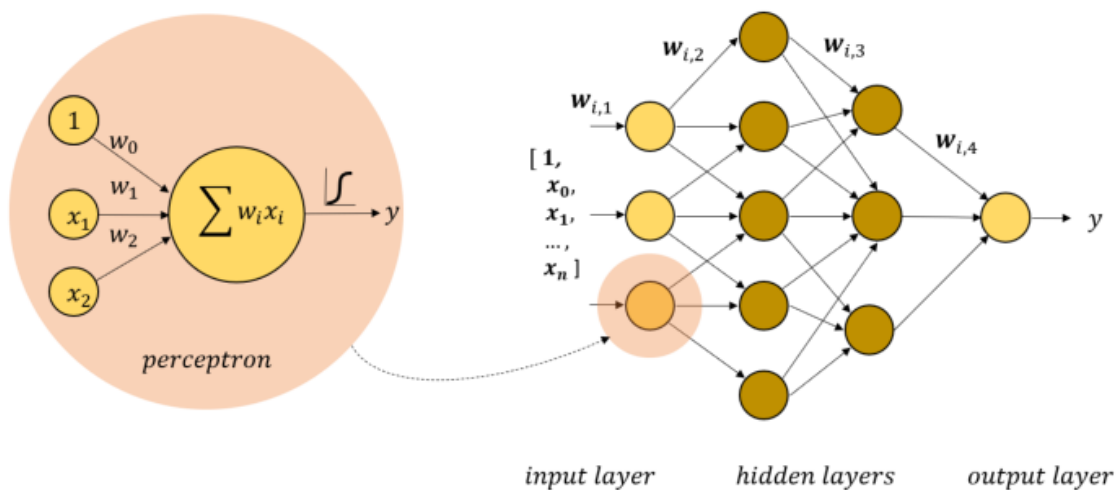 1
w₀
w₁
x₁
w₂
x₂
∑ wᵢxᵢ
y
perceptron
wᵢ,₁
wᵢ,₂
wᵢ,₃
wᵢ,₄
[ 1,
x₀,
x₁,
… ,
xₙ ]
y
input layer
hidden layers
output layer